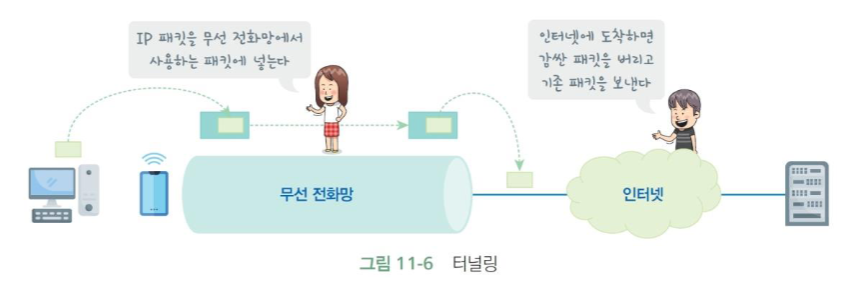 IP 패킷을 무선 전화망에서
사용하는 패킷에 넣는다
인터넷에 도착하면
감싼 패킷을 버리고
기존 패킷을 보낸다
무선 전화망
인터넷
그림 11-6 터널링